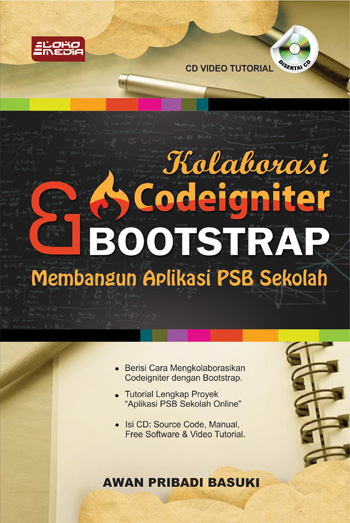 LOKO
MEDIA
CD VIDEO TUTORIAL
DISERTAI CD
Kolaborasi
& Codeigniter
BOOTSTRAP
Membangun Aplikasi PSB Sekolah
• Berisi Cara Mengkolaborasikan
Codeigniter dengan Bootstrap.
• Tutorial Lengkap Proyek
“Aplikasi PSB Sekolah Online”
• Isi CD: Source Code, Manual,
Free Software & Video Tutorial.
AWAN PRIBADI BASUKI